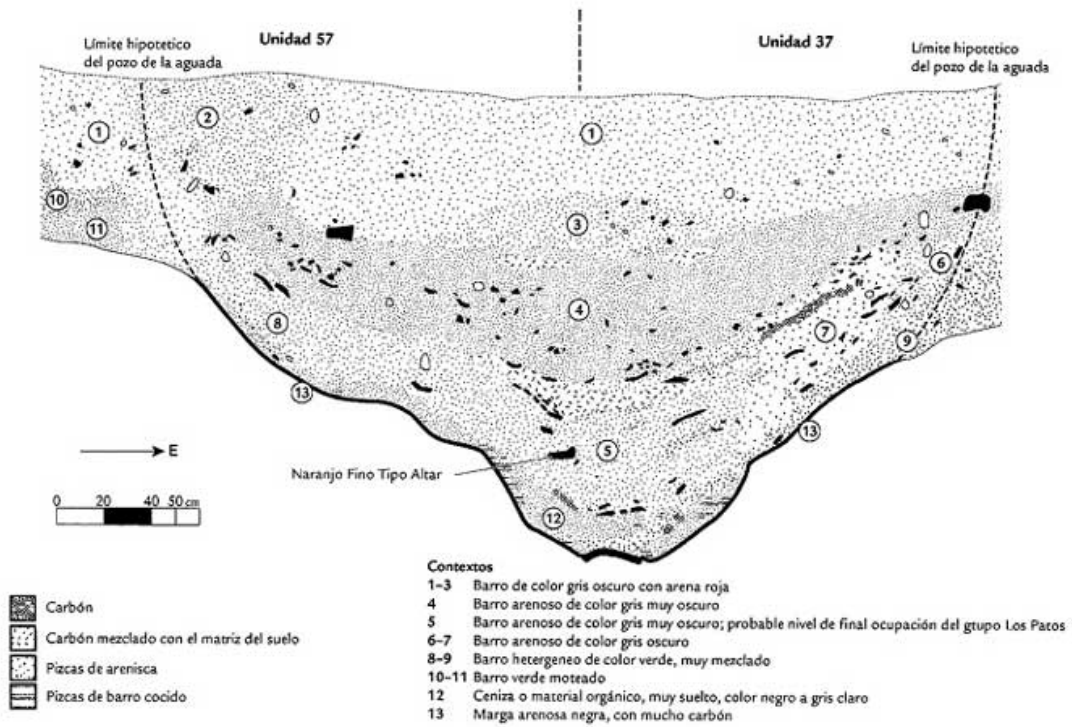 Unidad 57
Unidad 37
Límite hipotetico
del pozo de la aguada
Límite hipotetico
del pozo de la aguada
1
2
1
10
11
3
4
6
8
7
9
13
13
5
12
E
Naranjo Fino Tipo Altar
0 20 40 50 cm
Carbón
Carbón mezclado con el matriz del suelo
Pizcas de arenisca
Pizcas de barro cocido
Contextos
1–3 Barro de color gris oscuro con arena roja
4 Barro arenoso de color gris muy oscuro
5 Barro arenoso de color gris muy oscuro; probable nivel de final ocupación del gtupo Los Patos
6–7 Barro arenoso de color gris oscuro
8–9 Barro hetergeneo de color verde, muy mezclado
10–11 Barro verde moteado
12 Ceniza o material orgánico, muy suelto, color negro a gris claro
13 Marga arenosa negra, con mucho carbón